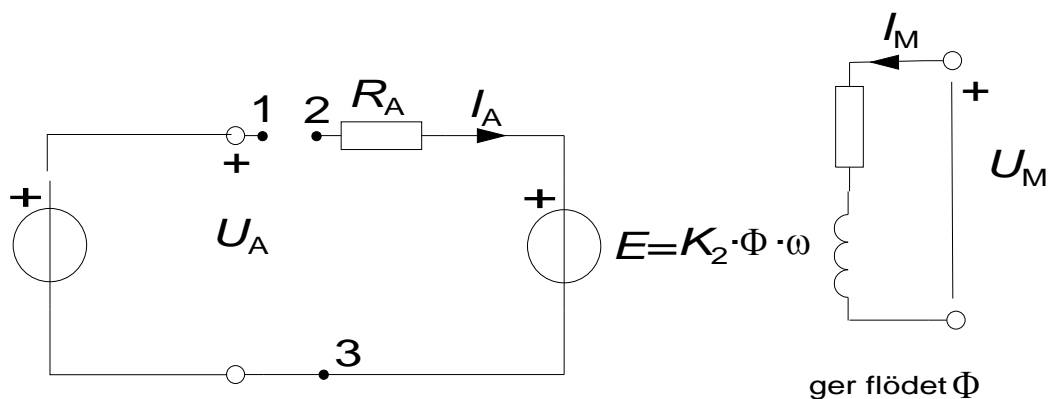 I_M
+
U_M
1 2 R_A I_A
+
+ U_A
+ E=K_2·Φ·ω
3
ger flödet Φ